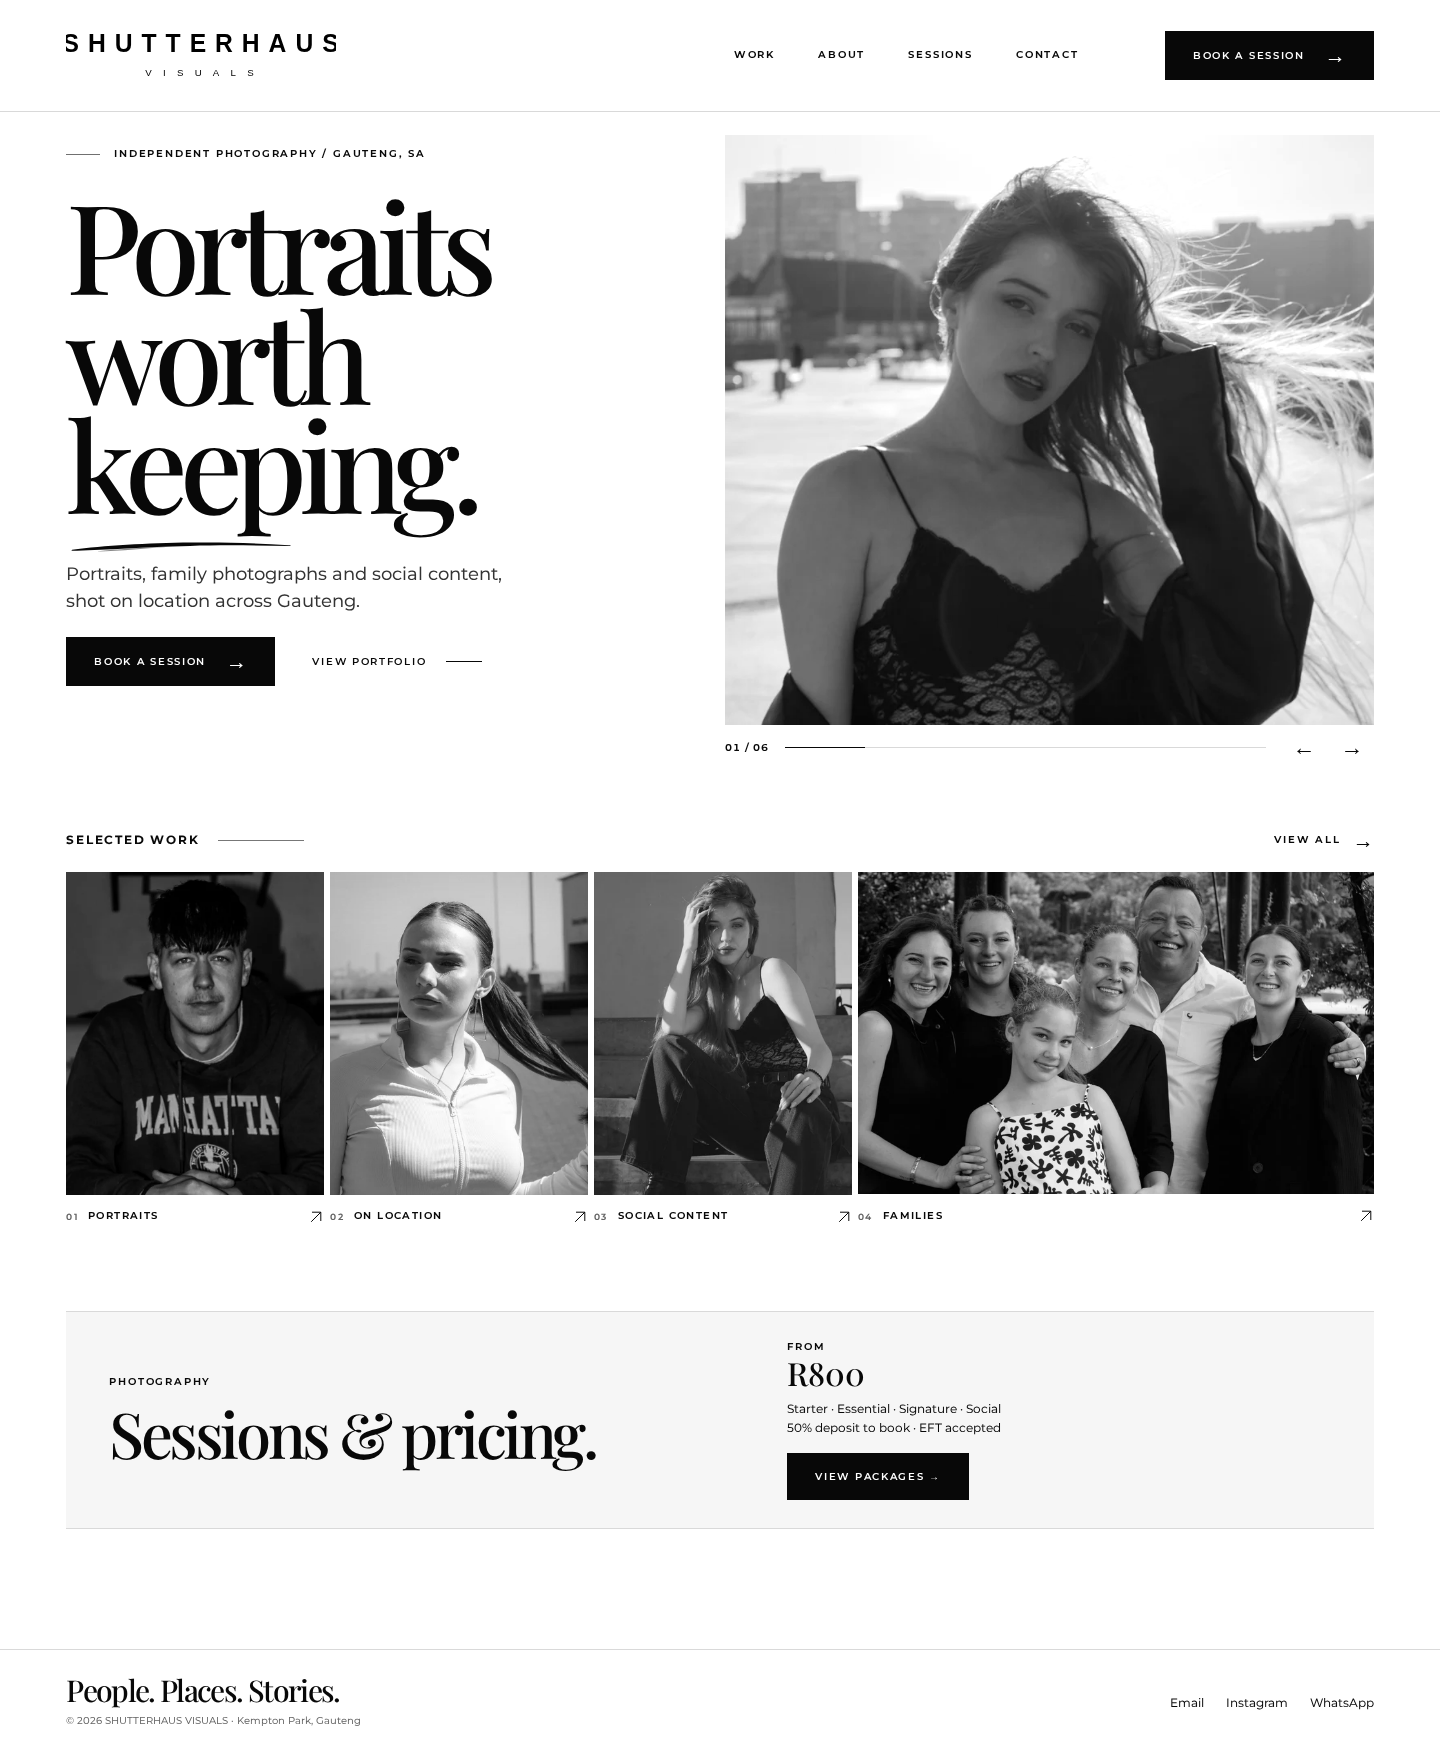 SHUTTERHAUS
VISUALS
WORK ABOUT SESSIONS CONTACT BOOK A SESSION →
INDEPENDENT PHOTOGRAPHY / GAUTENG, SA
Portraits
worth
keeping.
Portraits, family photographs and social content,
shot on location across Gauteng.
BOOK A SESSION → VIEW PORTFOLIO
01 / 06 ← →
SELECTED WORK VIEW ALL →
MANHATTA
01 PORTRAITS ↗ 02 ON LOCATION ↗ 03 SOCIAL CONTENT ↗ 04 FAMILIES ↗
PHOTOGRAPHY
Sessions & pricing.
FROM
R800
Starter · Essential · Signature · Social
50% deposit to book · EFT accepted
VIEW PACKAGES →
People. Places. Stories.
© 2026 SHUTTERHAUS VISUALS · Kempton Park, Gauteng
Email Instagram WhatsApp